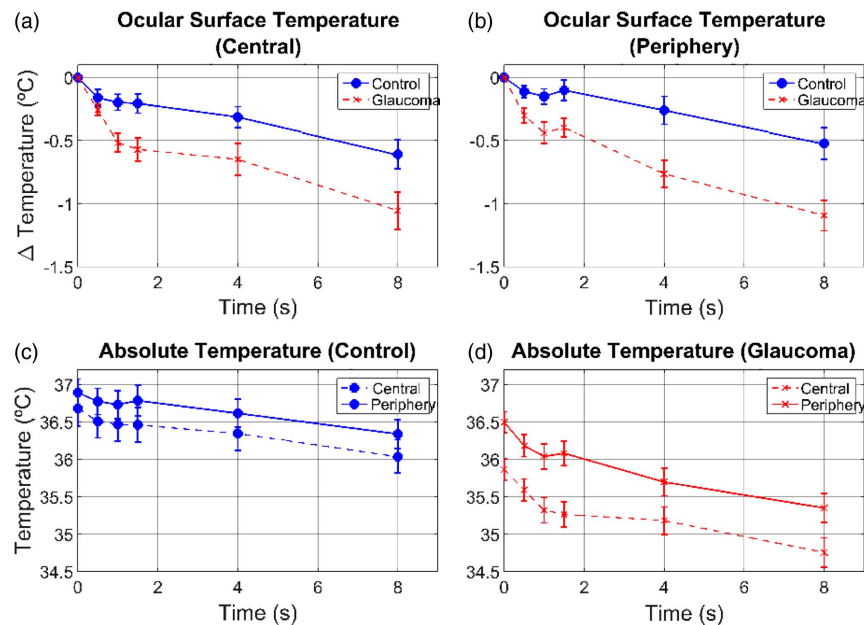 (a)
Ocular Surface Temperature
(Central)
Δ Temperature (ºC)
0
-0.5
-1
-1.5
0 2 4 6 8
Time (s)
Control
Glaucoma
(b)
Ocular Surface Temperature
(Periphery)
0
-0.5
-1
-1.5
0 2 4 6 8
Time (s)
Control
Glaucoma
(c)
Absolute Temperature (Control)
Temperature (ºC)
37
36.5
36
35.5
35
34.5
0 2 4 6 8
Time (s)
Central
Periphery
(d)
Absolute Temperature (Glaucoma)
37
36.5
36
35.5
35
34.5
0 2 4 6 8
Time (s)
Central
Periphery